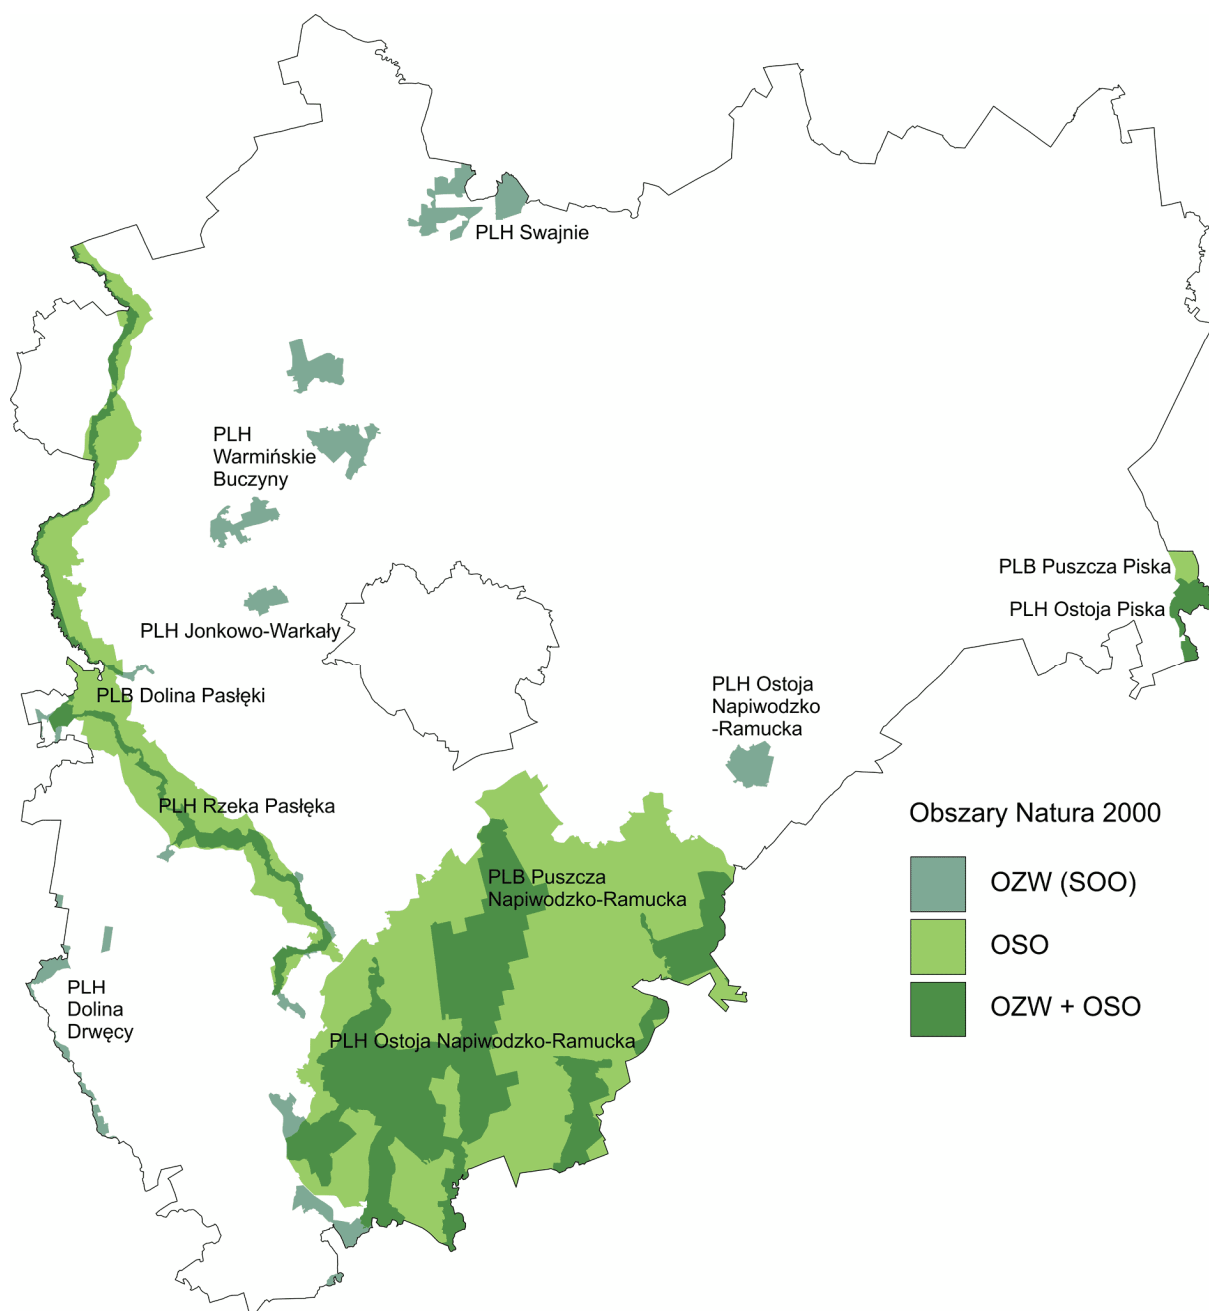 PLH Swajnie
PLH
Warmińskie
Buczyny
PLB Puszcza Piska
PLH Ostoja Piska
PLH Jonkowo-Warkały
PLB Dolina Pasłęki
PLH Ostoja
Napiwodzko
-Ramucka
PLH Rzeka Pasłęka
PLB Puszcza
Napiwodzko-Ramucka
PLH
Dolina
Drwęcy
PLH Ostoja Napiwodzko-Ramucka
Obszary Natura 2000
OZW (SOO)
OSO
OZW + OSO